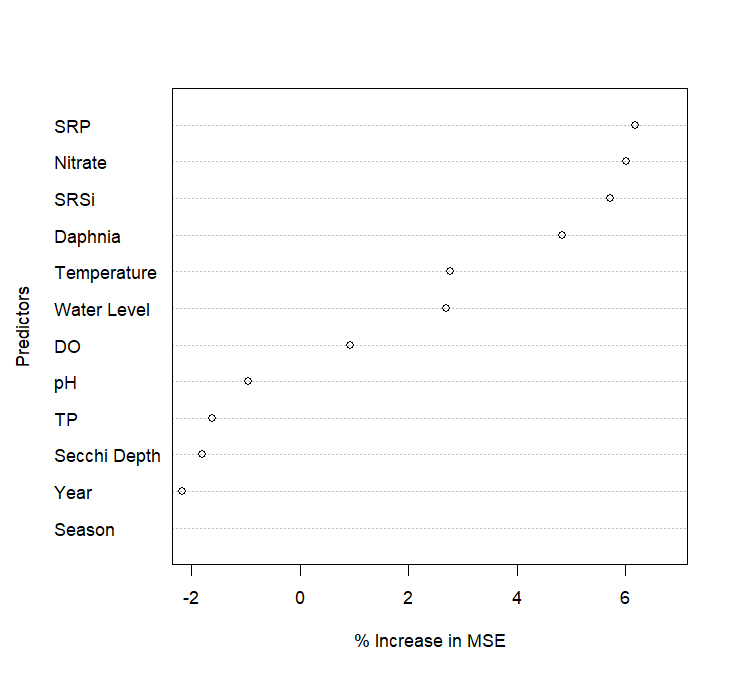 SRP
Nitrate
SRSi
Daphnia
Temperature
Water Level
DO
pH
TP
Secchi Depth
Year
Season
Predictors
-2 0 2 4 6
% Increase in MSE